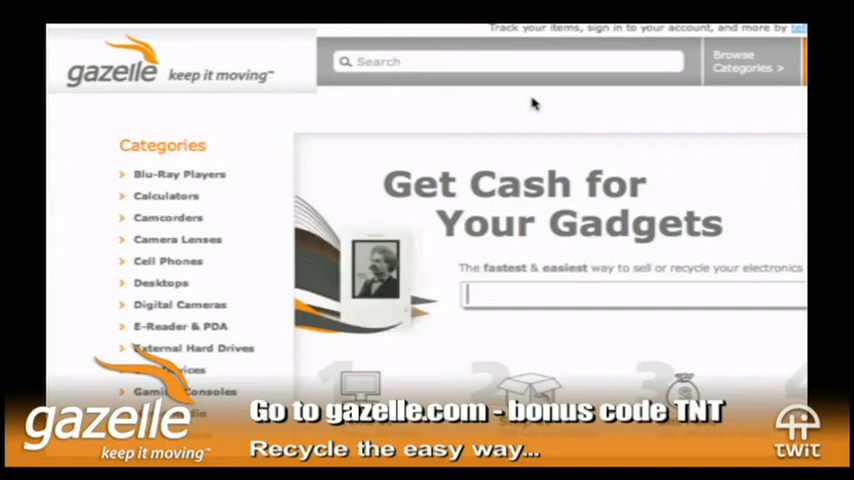 Track your items, sign in to your account, and more by
gazelle keep it moving™
Search
Browse
Categories >
Categories
Blu-Ray Players
Calculators
Camcorders
Camera Lenses
Cell Phones
Desktops
Digital Cameras
E-Reader & PDA
External Hard Drives
Get Cash for
Your Gadgets
The fastest & easiest way to sell or recycle your electronics
1 2 3
gazelle
keep it moving™
Go to gazelle.com - bonus code TNT
Recycle the easy way...
TWiT